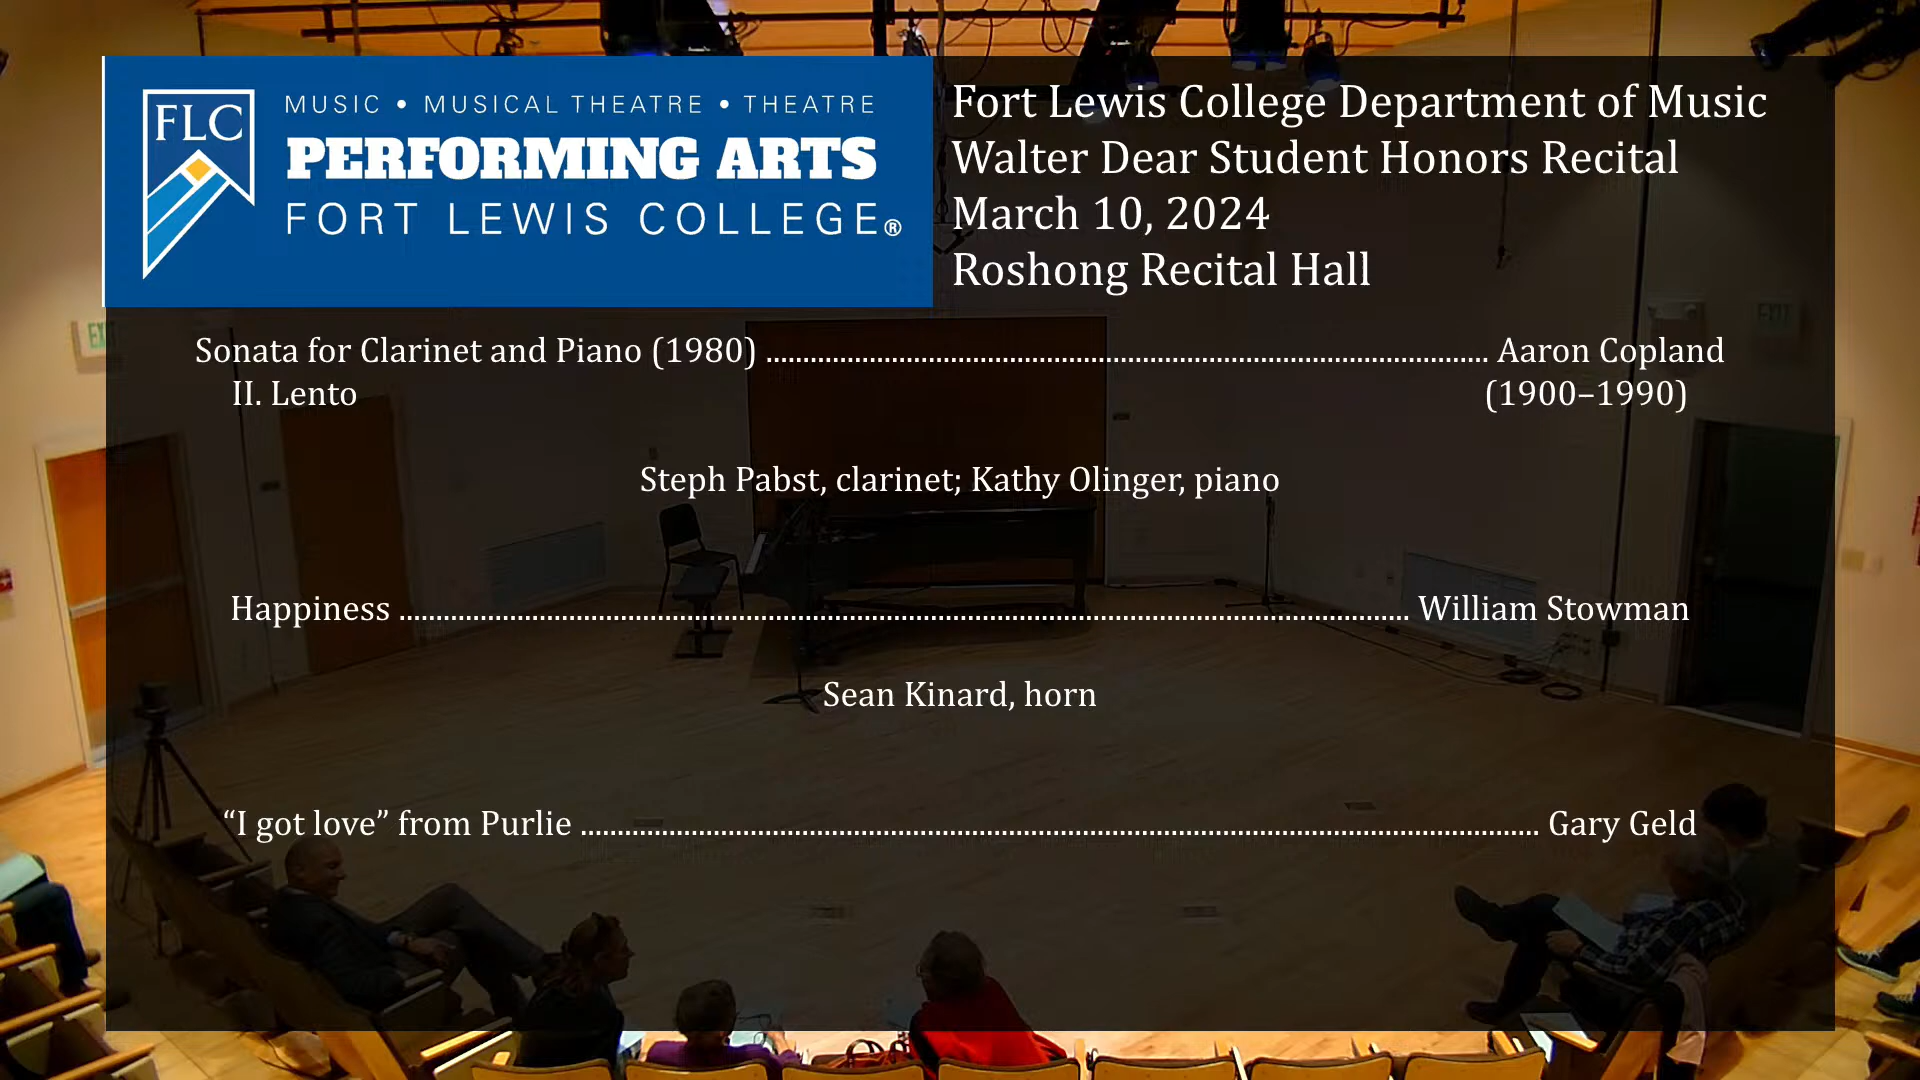 FLC
MUSIC • MUSICAL THEATRE • THEATRE
PERFORMING ARTS
FORT LEWIS COLLEGE®
Fort Lewis College Department of Music
Walter Dear Student Honors Recital
March 10, 2024
Roshong Recital Hall
Sonata for Clarinet and Piano (1980) ........................................................................................................ Aaron Copland
II. Lento (1900–1990)
Steph Pabst, clarinet; Kathy Olinger, piano
Happiness ................................................................................................................................................. William Stowman
Sean Kinard, horn
“I got love” from Purlie ......................................................................................................................................... Gary Geld
EXIT